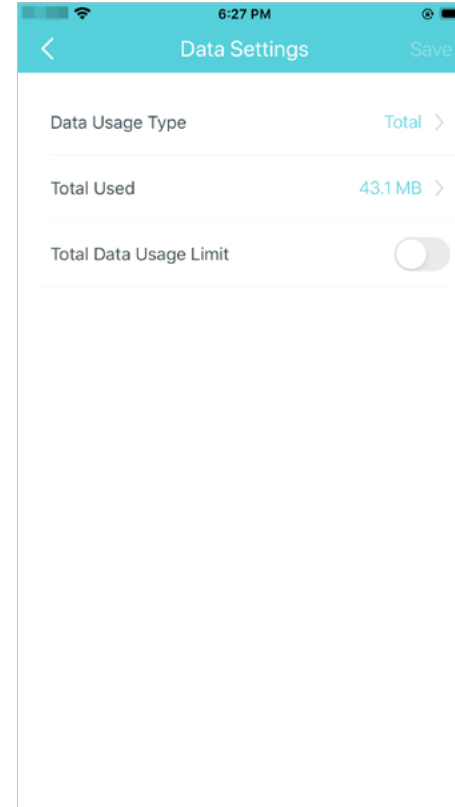 6:27 PM
Data Settings Save
Data Usage Type Total
Total Used 43.1 MB
Total Data Usage Limit